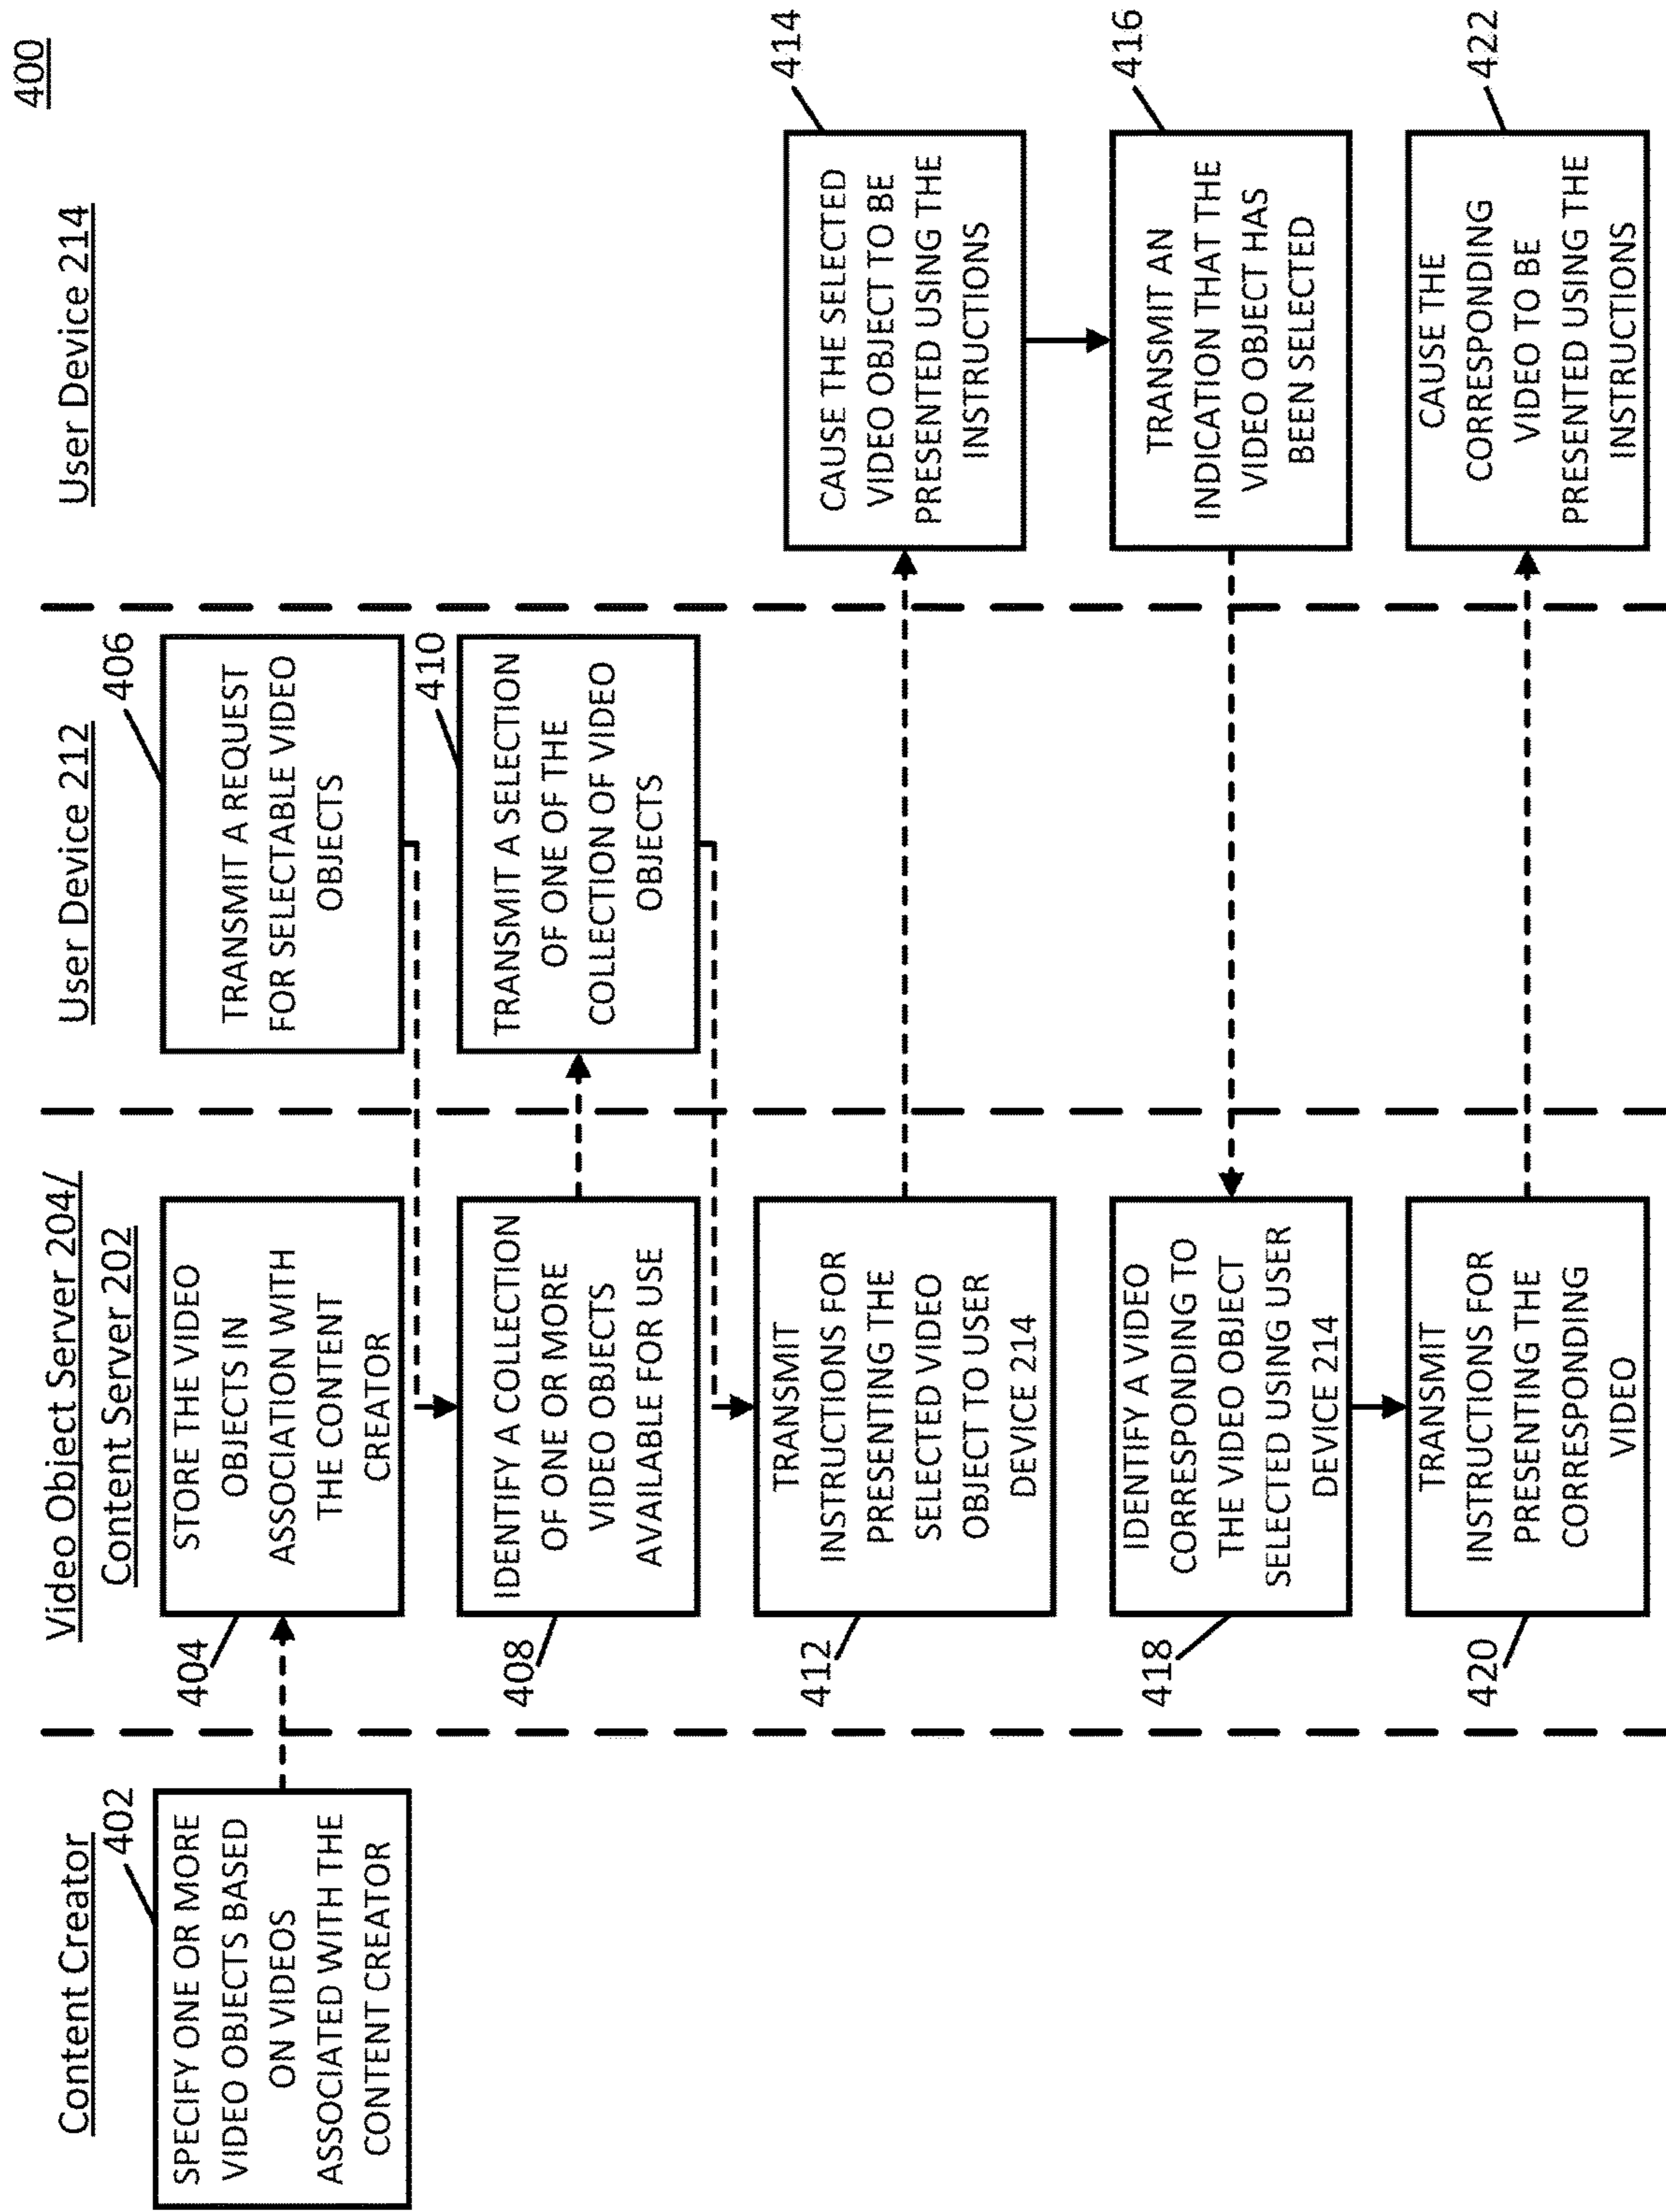 400
Content Creator
Video Object Server 204/
Content Server 202
User Device 212
User Device 214
402
SPECIFY ONE OR MORE
VIDEO OBJECTS BASED
ON VIDEOS
ASSOCIATED WITH THE
CONTENT CREATOR
404
STORE THE VIDEO
OBJECTS IN
ASSOCIATION WITH
THE CONTENT
CREATOR
406
TRANSMIT A REQUEST
FOR SELECTABLE VIDEO
OBJECTS
408
IDENTIFY A COLLECTION
OF ONE OR MORE
VIDEO OBJECTS
AVAILABLE FOR USE
410
TRANSMIT A SELECTION
OF ONE OF THE
COLLECTION OF VIDEO
OBJECTS
412
TRANSMIT
INSTRUCTIONS FOR
PRESENTING THE
SELECTED VIDEO
OBJECT TO USER
DEVICE 214
414
CAUSE THE SELECTED
VIDEO OBJECT TO BE
PRESENTED USING THE
INSTRUCTIONS
416
TRANSMIT AN
INDICATION THAT THE
VIDEO OBJECT HAS
BEEN SELECTED
418
IDENTIFY A VIDEO
CORRESPONDING TO
THE VIDEO OBJECT
SELECTED USING USER
DEVICE 214
420
TRANSMIT
INSTRUCTIONS FOR
PRESENTING THE
CORRESPONDING
VIDEO
422
CAUSE THE
CORRESPONDING
VIDEO TO BE
PRESENTED USING THE
INSTRUCTIONS